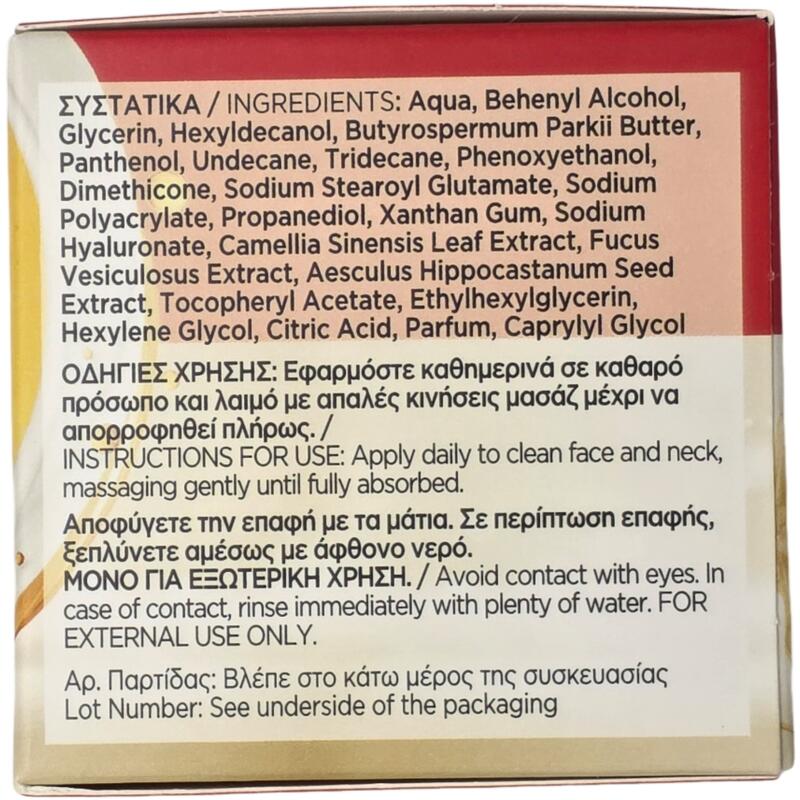 ΣΥΣΤΑΤΙΚΑ / INGREDIENTS: Aqua, Behenyl Alcohol,
Glycerin, Hexyldecanol, Butyrospermum Parkii Butter,
Panthenol, Undecane, Tridecane, Phenoxyethanol,
Dimethicone, Sodium Stearoyl Glutamate, Sodium
Polyacrylate, Propanediol, Xanthan Gum, Sodium
Hyaluronate, Camellia Sinensis Leaf Extract, Fucus
Vesiculosus Extract, Aesculus Hippocastanum Seed
Extract, Tocopheryl Acetate, Ethylhexylglycerin,
Hexylene Glycol, Citric Acid, Parfum, Caprylyl Glycol
ΟΔΗΓΙΕΣ ΧΡΗΣΗΣ: Εφαρμόστε καθημερινά σε καθαρό
πρόσωπο και λαιμό με απαλές κινήσεις μασάζ μέχρι να
απορροφηθεί πλήρως. /
INSTRUCTIONS FOR USE: Apply daily to clean face and neck,
massaging gently until fully absorbed.
Αποφύγετε την επαφή με τα μάτια. Σε περίπτωση επαφής,
ξεπλύνετε αμέσως με άφθονο νερό.
ΜΟΝΟ ΓΙΑ ΕΞΩΤΕΡΙΚΗ ΧΡΗΣΗ. / Avoid contact with eyes. In
case of contact, rinse immediately with plenty of water. FOR
EXTERNAL USE ONLY.
Αρ. Παρτίδας: Βλέπε στο κάτω μέρος της συσκευασίας
Lot Number: See underside of the packaging